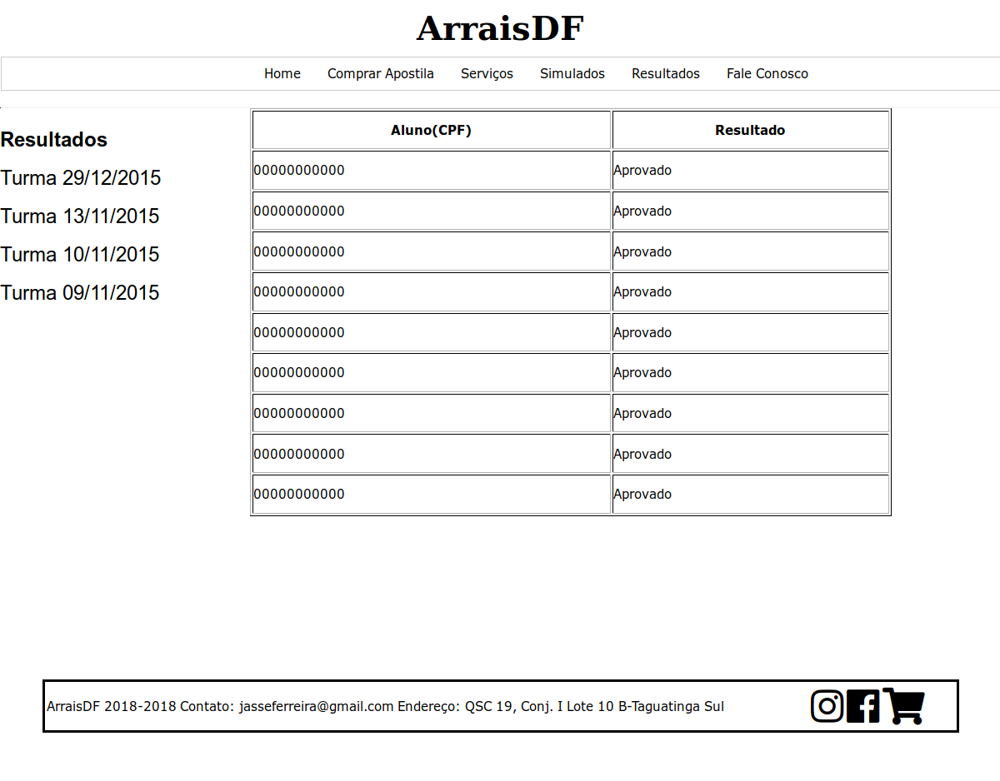 ArraisDF
Home Comprar Apostila Serviços Simulados Resultados Fale Conosco
Resultados
Turma 29/12/2015
Turma 13/11/2015
Turma 10/11/2015
Turma 09/11/2015
Aluno(CPF) Resultado
00000000000 Aprovado
00000000000 Aprovado
00000000000 Aprovado
00000000000 Aprovado
00000000000 Aprovado
00000000000 Aprovado
00000000000 Aprovado
00000000000 Aprovado
00000000000 Aprovado
ArraisDF 2018-2018 Contato: jasseferreira@gmail.com Endereço: QSC 19, Conj. I Lote 10 B-Taguatinga Sul